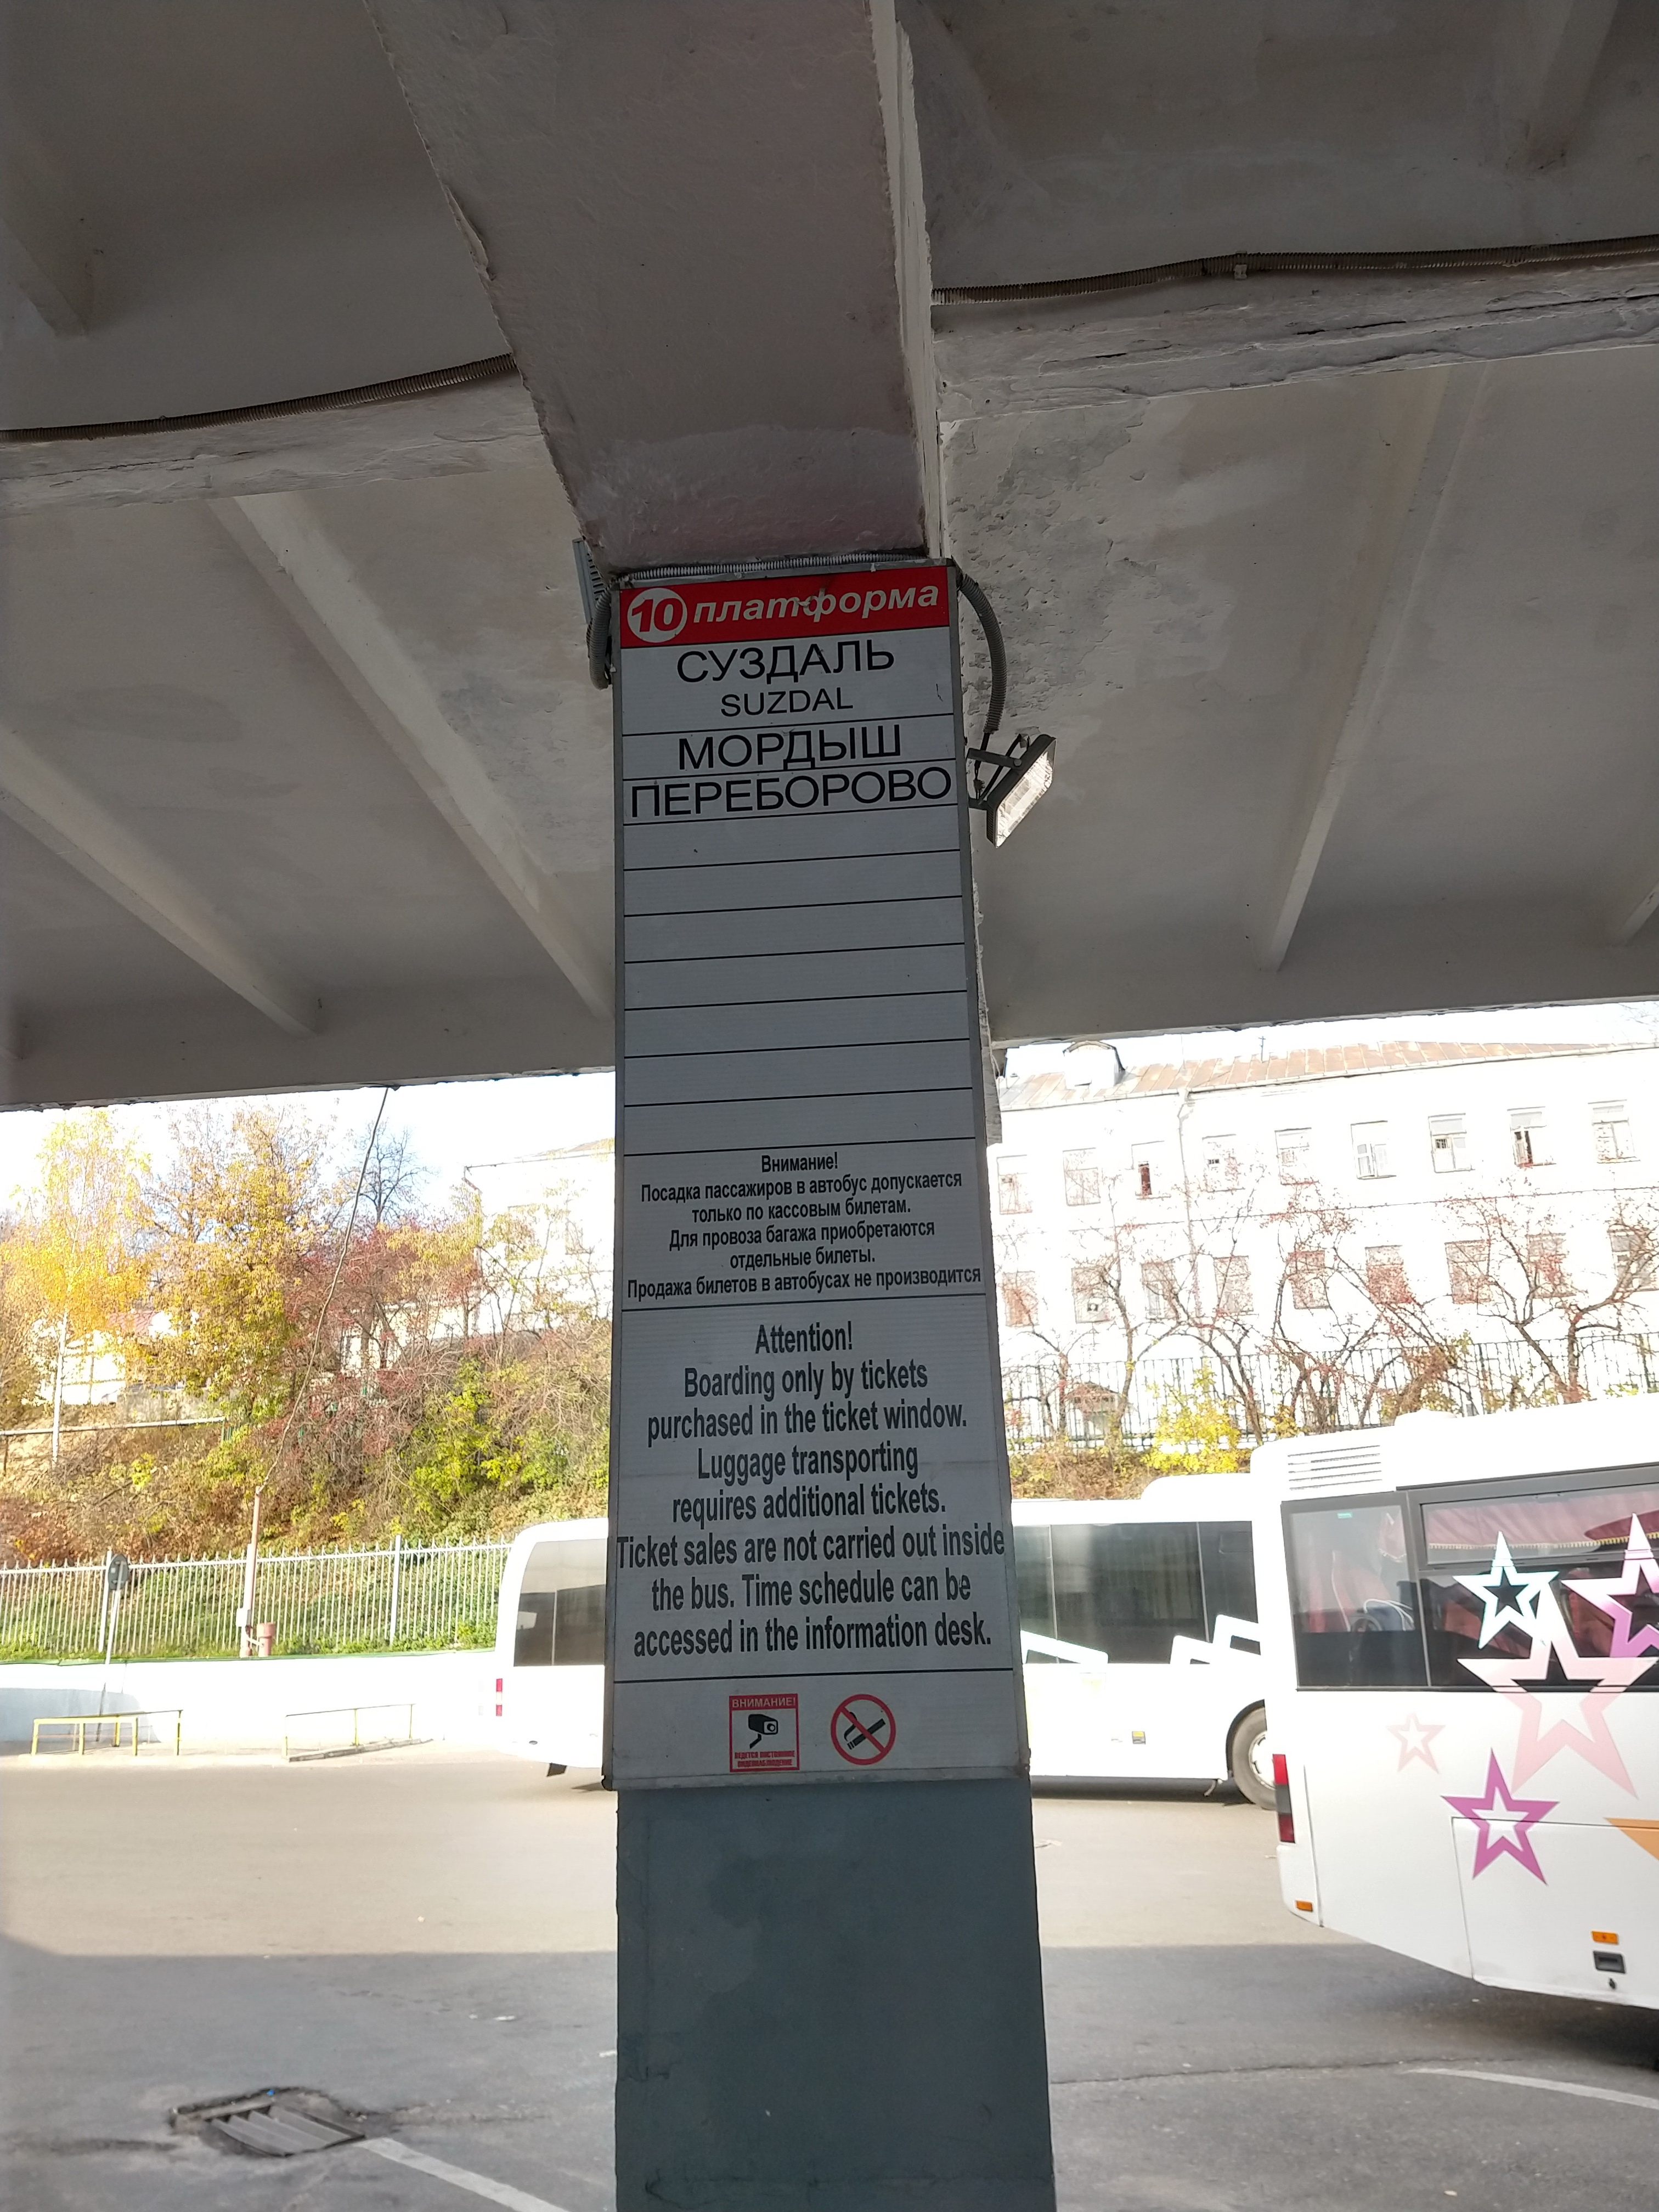 10 платформа
СУЗДАЛЬ
SUZDAL
МОРДЫШ
ПЕРЕБОРОВО
Внимание!
Посадка пассажиров в автобус допускается
только по кассовым билетам.
Для провоза багажа приобретаются
отдельные билеты.
Продажа билетов в автобусах не производится
Attention!
Boarding only by tickets
purchased in the ticket window.
Luggage transporting
requires additional tickets.
Ticket sales are not carried out inside
the bus. Time schedule can be
accessed in the information desk.
ВНИМАНИЕ!
ВЕДЕТСЯ ПОСТОЯННОЕ
ВИДЕОНАБЛЮДЕНИЕ